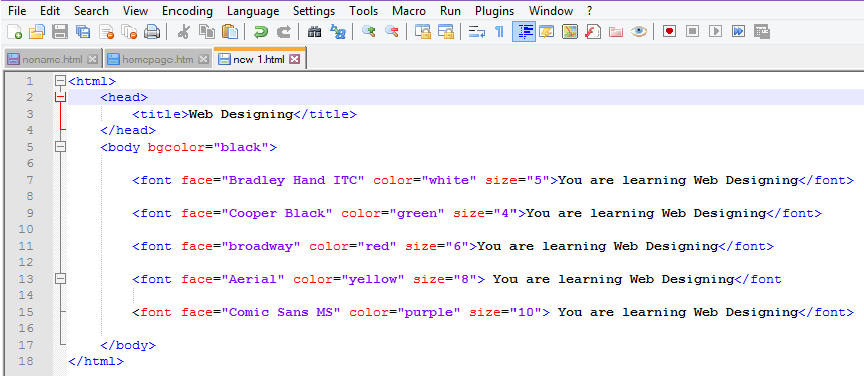 File Edit Search View Encoding Language Settings Tools Macro Run Plugins Window ?
noname.html homepage.htm new 1.html
1 <html>
2 <head>
3 <title>Web Designing</title>
4 </head>
5 <body bgcolor="black">
6
7 <font face="Bradley Hand ITC" color="white" size="5">You are learning Web Designing</font>
8
9 <font face="Cooper Black" color="green" size="4">You are learning Web Designing</font>
10
11 <font face="broadway" color="red" size="6">You are learning Web Designing</font>
12
13 <font face="Aerial" color="yellow" size="8"> You are learning Web Designing</font
14
15 <font face="Comic Sans MS" color="purple" size="10"> You are learning Web Designing</font>
16
17 </body>
18 </html>